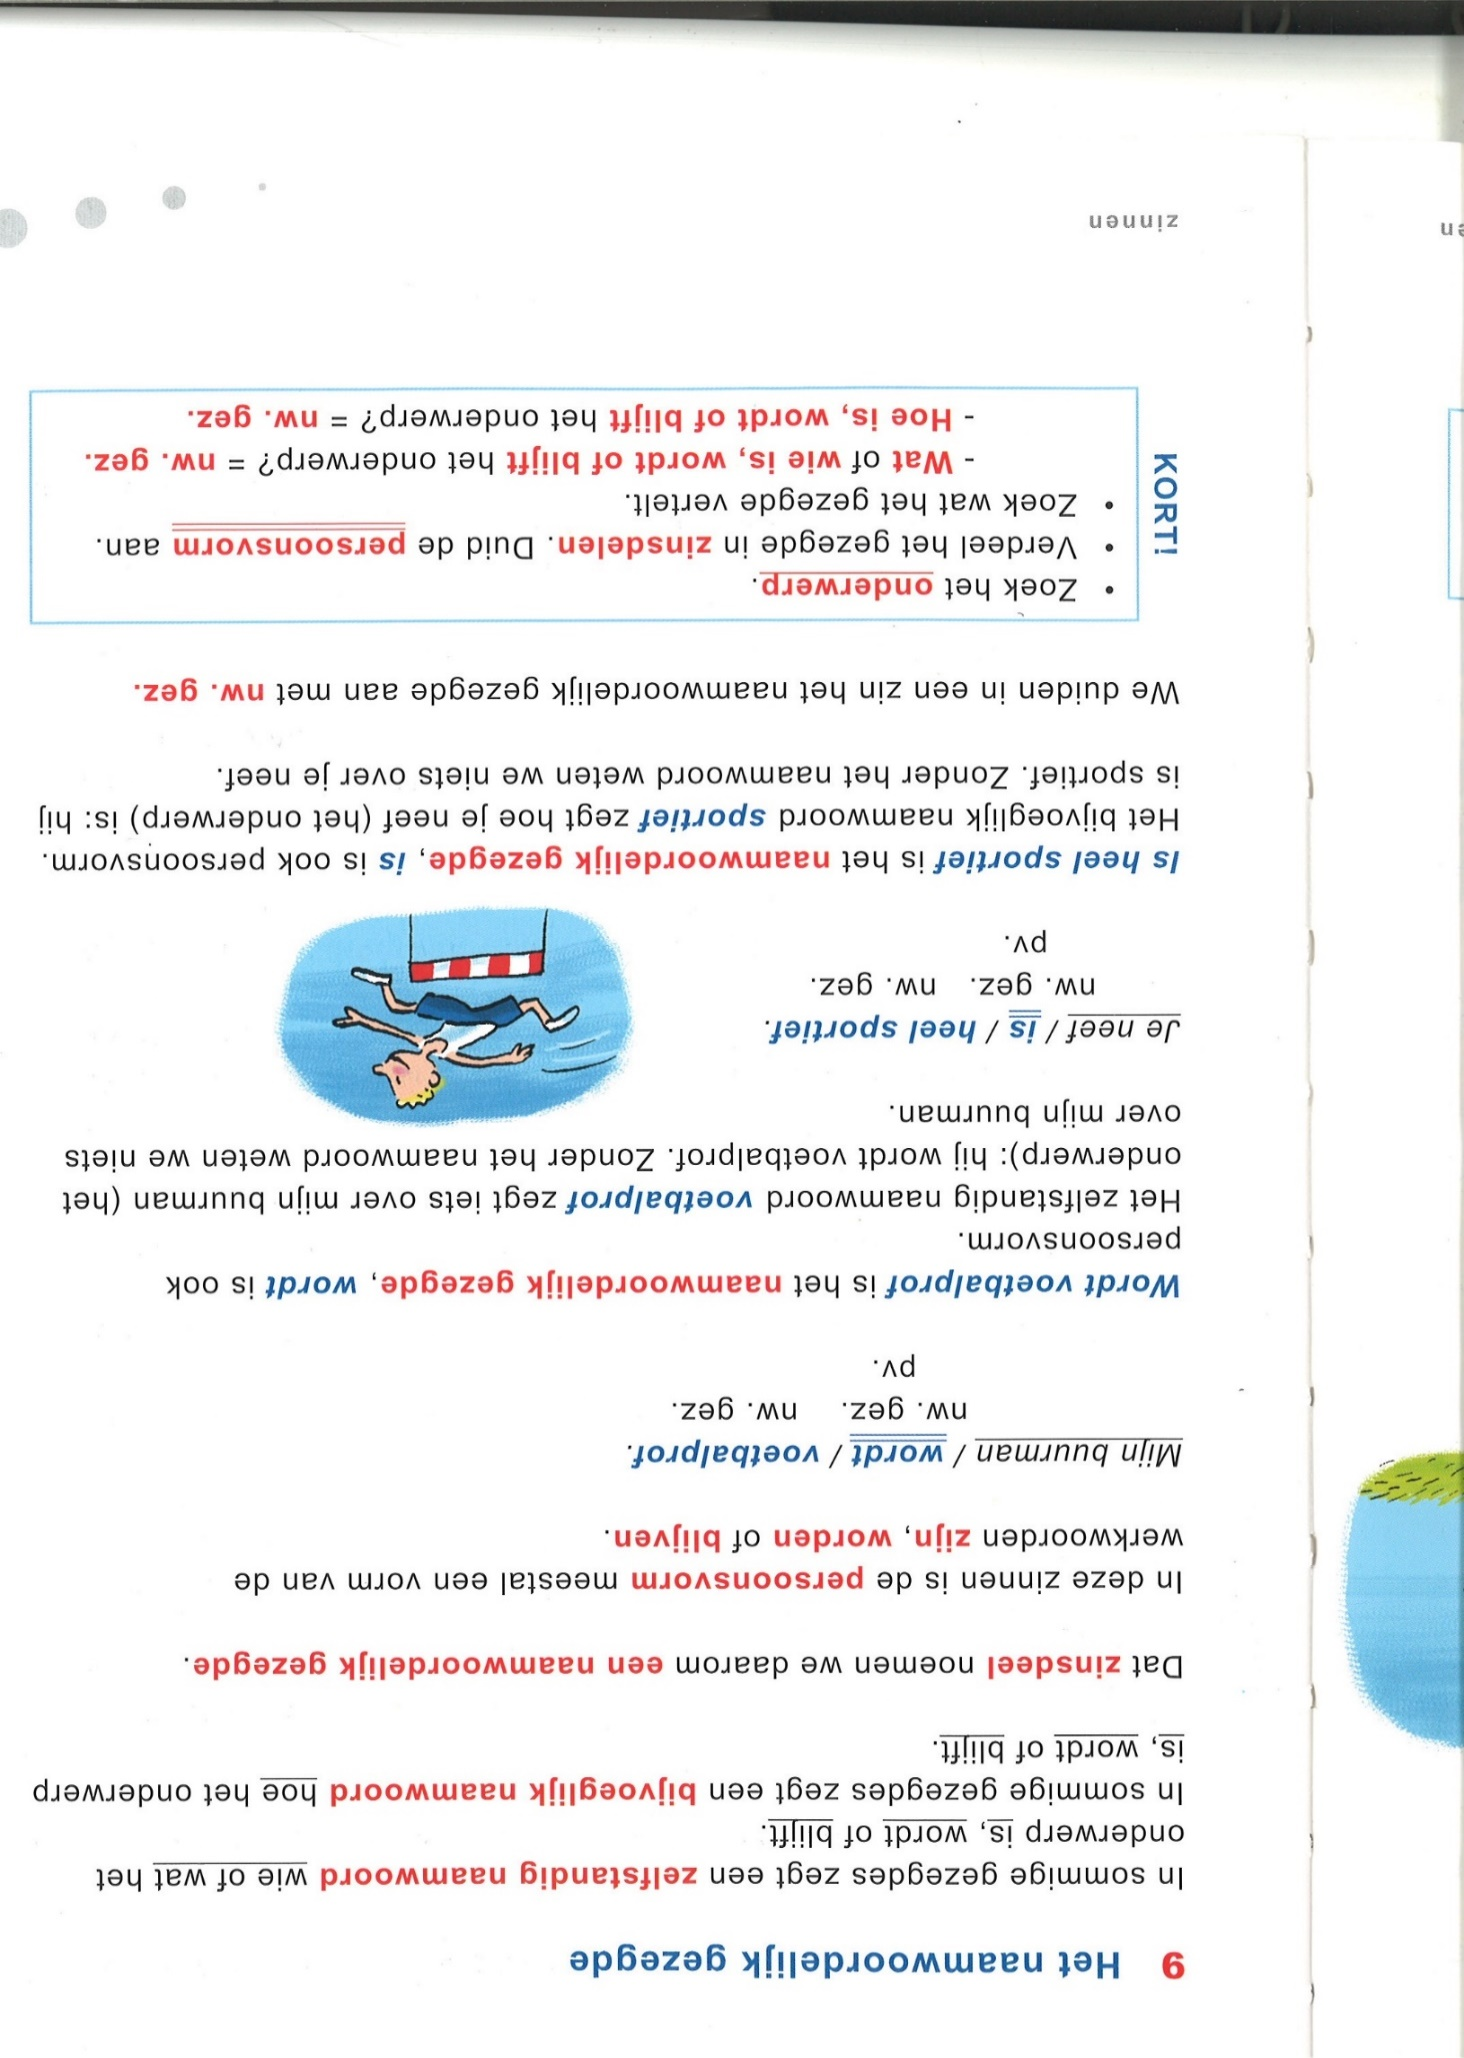 9 Het naamwoordelijk gezegde
In sommige gezegdes zegt een zelfstandig naamwoord wie of wat het
onderwerp is, wordt of blijft.
In sommige gezegdes zegt een bijvoeglijk naamwoord hoe het onderwerp
is, wordt of blijft.
Dat zinsdeel noemen we daarom een naamwoordelijk gezegde.
In deze zinnen is de persoonsvorm meestal een vorm van de
werkwoorden zijn, worden of blijven.
Mijn buurman / wordt / voetbalprof.
nw. gez. nw. gez.
pv.
Wordt voetbalprof is het naamwoordelijk gezegde, wordt is ook
persoonsvorm.
Het zelfstandig naamwoord voetbalprof zegt iets over mijn buurman (het
onderwerp): hij wordt voetbalprof. Zonder het naamwoord weten we niets
over mijn buurman.
Je neef / is / heel sportief.
nw. gez. nw. gez.
pv.
Is heel sportief is het naamwoordelijk gezegde, is is ook persoonsvorm.
Het bijvoeglijk naamwoord sportief zegt hoe je neef (het onderwerp) is: hij
is sportief. Zonder het naamwoord weten we niets over je neef.
We duiden in een zin het naamwoordelijk gezegde aan met nw. gez.
KORT!
• Zoek het onderwerp.
• Verdeel het gezegde in zinsdelen. Duid de persoonsvorm aan.
• Zoek wat het gezegde vertelt.
- Wat of wie is, wordt of blijft het onderwerp? = nw. gez.
- Hoe is, wordt of blijft het onderwerp? = nw. gez.
zinnen